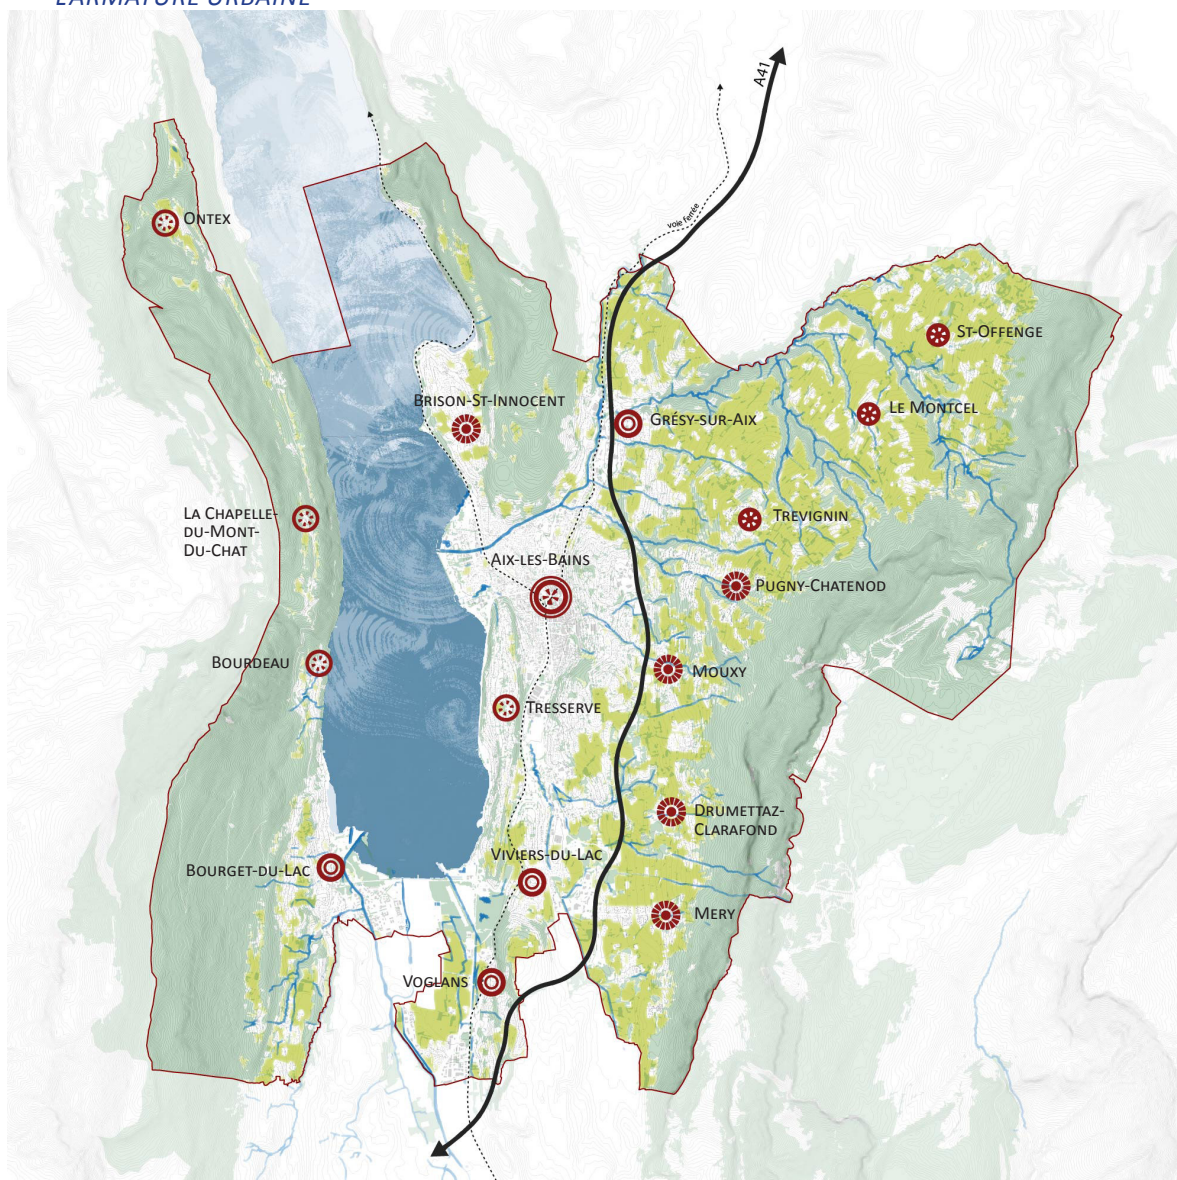 L'ARMATURE URBAINE
A41
Voie ferrée
ONTEX
ST-OFFENGE
BRISON-ST-INNOCENT
LE MONTCEL
GRÉSY-SUR-AIX
LA CHAPELLE-
DU-MONT-
DU-CHAT
TREVIGNIN
AIX-LES-BAINS
PUGNY-CHATENOD
BOURDEAU
MOUXY
TRESSERVE
DRUMETTAZ-
CLARAFOND
VIVIERS-DU-LAC
BOURGET-DU-LAC
MERY
VOGLANS